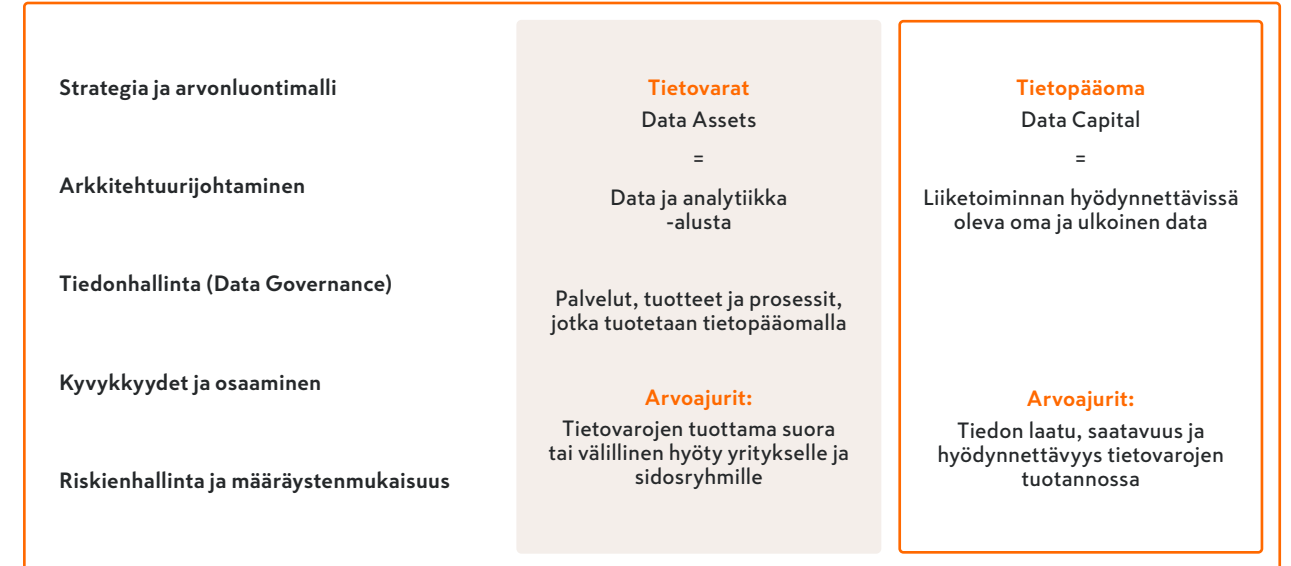 Strategia ja arvonluontimalli
Arkkitehtuurijohtaminen
Tiedonhallinta (Data Governance)
Kyvykkyydet ja osaaminen
Riskienhallinta ja määräystenmukaisuus
Tietovarat
Data Assets
=
Data ja analytiikka
-alusta
Palvelut, tuotteet ja prosessit,
jotka tuotetaan tietopääomalla
Arvoajurit:
Tietovarojen tuottama suora
tai välillinen hyöty yritykselle ja
sidosryhmille
Tietopääoma
Data Capital
=
Liiketoiminnan hyödynnettävissä
oleva oma ja ulkoinen data
Arvoajurit:
Tiedon laatu, saatavuus ja
hyödynnettävyys tietovarojen
tuotannossa